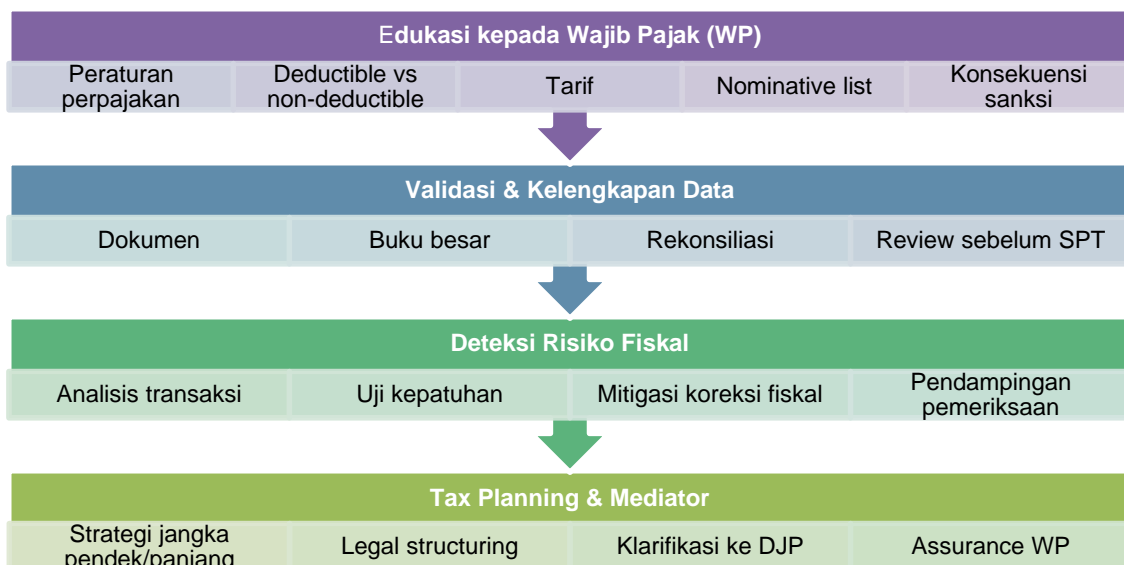 Edukasi kepada Wajib Pajak (WP)
Peraturan perpajakan
Deductible vs non-deductible
Tarif
Nominative list
Konsekuensi sanksi
Validasi & Kelengkapan Data
Dokumen
Buku besar
Rekonsiliasi
Review sebelum SPT
Deteksi Risiko Fiskal
Analisis transaksi
Uji kepatuhan
Mitigasi koreksi fiskal
Pendampingan pemeriksaan
Tax Planning & Mediator
Strategi jangka pendek/panjang
Legal structuring
Klarifikasi ke DJP
Assurance WP